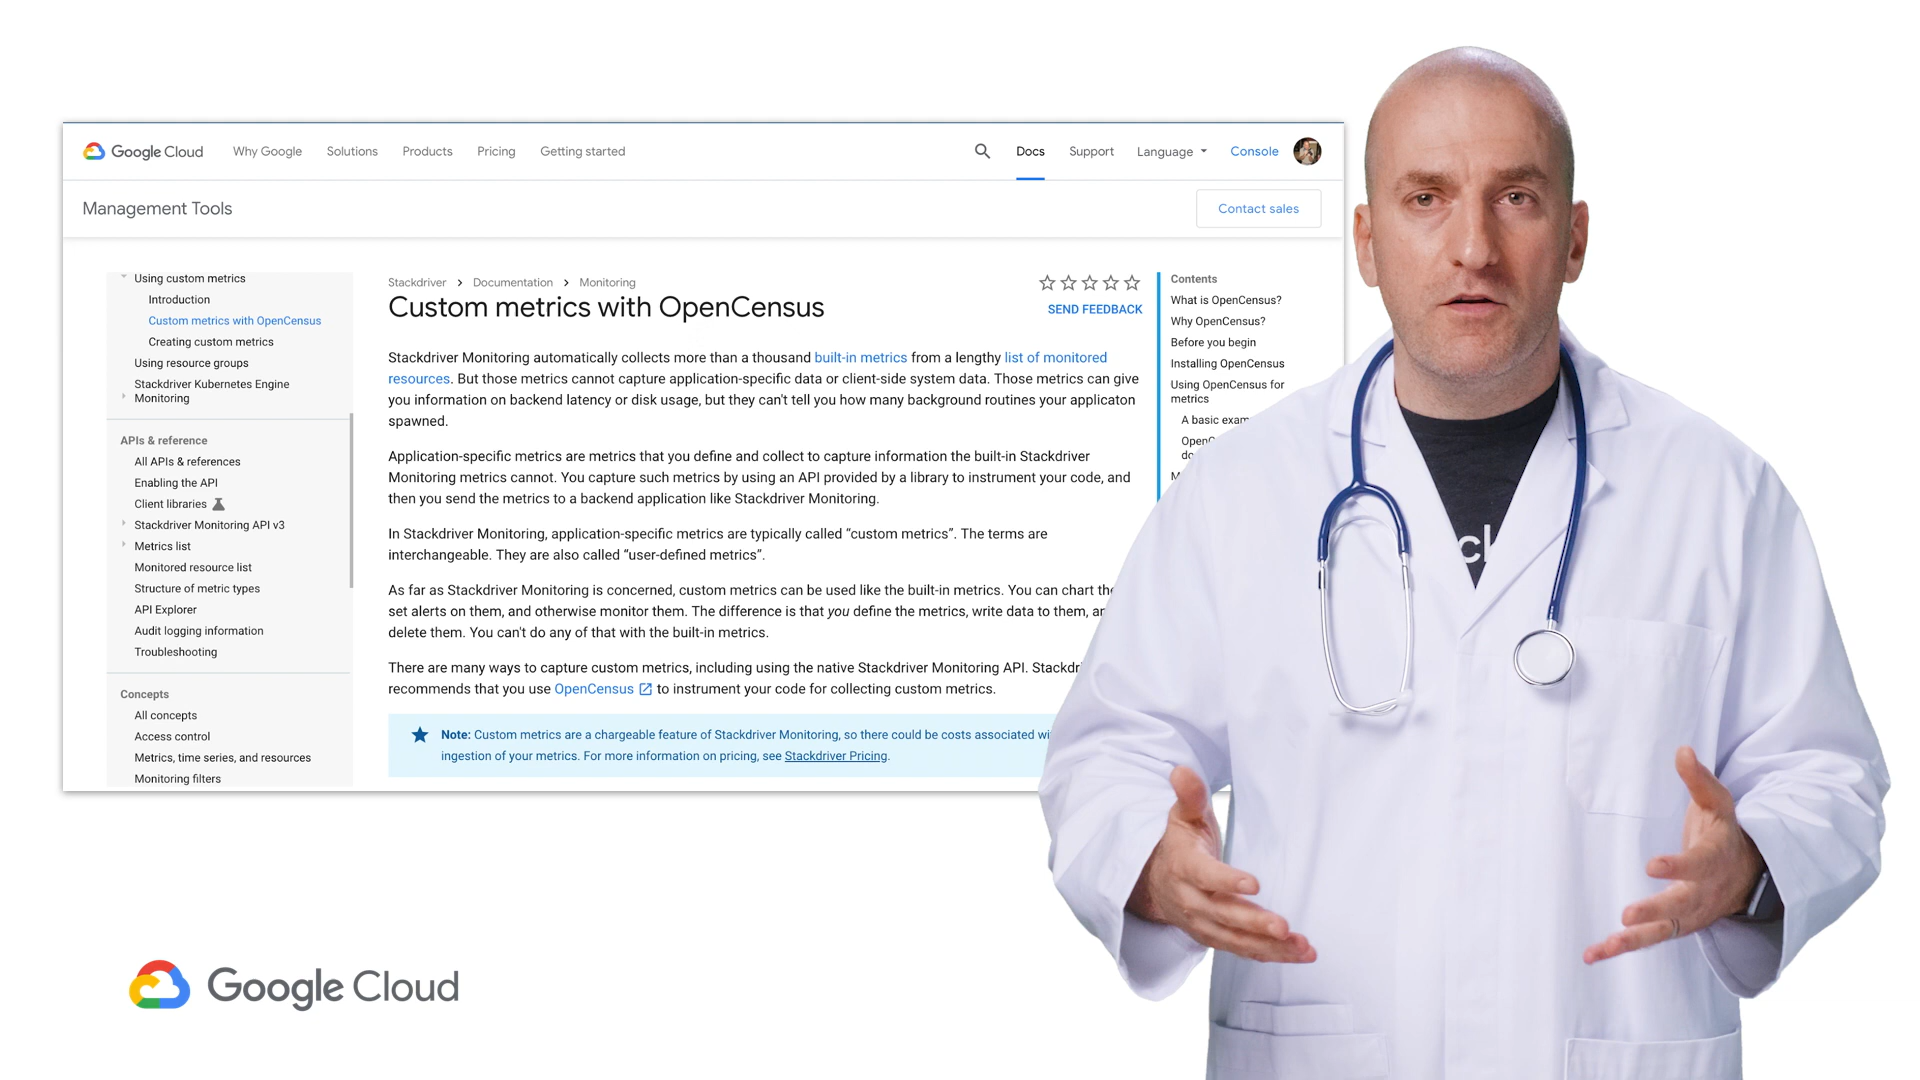 Google Cloud
Why Google
Solutions
Products
Pricing
Getting started
Docs
Support
Language
Console
Management Tools
Contact sales
Using custom metrics
Introduction
Custom metrics with OpenCensus
Creating custom metrics
Using resource groups
Stackdriver Kubernetes Engine
Monitoring
APIs & reference
All APIs & references
Enabling the API
Client libraries
Stackdriver Monitoring API v3
Metrics list
Monitored resource list
Structure of metric types
API Explorer
Audit logging information
Troubleshooting
Concepts
All concepts
Access control
Metrics, time series, and resources
Monitoring filters
Stackdriver > Documentation > Monitoring
Custom metrics with OpenCensus
SEND FEEDBACK
Stackdriver Monitoring automatically collects more than a thousand built-in metrics from a lengthy list of monitored
resources. But those metrics cannot capture application-specific data or client-side system data. Those metrics can give
you information on backend latency or disk usage, but they can't tell you how many background routines your applicaton
spawned.
Application-specific metrics are metrics that you define and collect to capture information the built-in Stackdriver
Monitoring metrics cannot. You capture such metrics by using an API provided by a library to instrument your code, and
then you send the metrics to a backend application like Stackdriver Monitoring.
In Stackdriver Monitoring, application-specific metrics are typically called “custom metrics”. The terms are
interchangeable. They are also called “user-defined metrics”.
As far as Stackdriver Monitoring is concerned, custom metrics can be used like the built-in metrics. You can chart
set alerts on them, and otherwise monitor them. The difference is that you define the metrics, write data to them,
delete them. You can't do any of that with the built-in metrics.
There are many ways to capture custom metrics, including using the native Stackdriver Monitoring API.
recommends that you use OpenCensus to instrument your code for collecting custom metrics.
Note: Custom metrics are a chargeable feature of Stackdriver Monitoring, so there could be costs associated
ingestion of your metrics. For more information on pricing, see Stackdriver Pricing.
Contents
What is OpenCensus?
Why OpenCensus?
Before you begin
Installing OpenCensus
Using OpenCensus for
metrics
A basic
Google Cloud